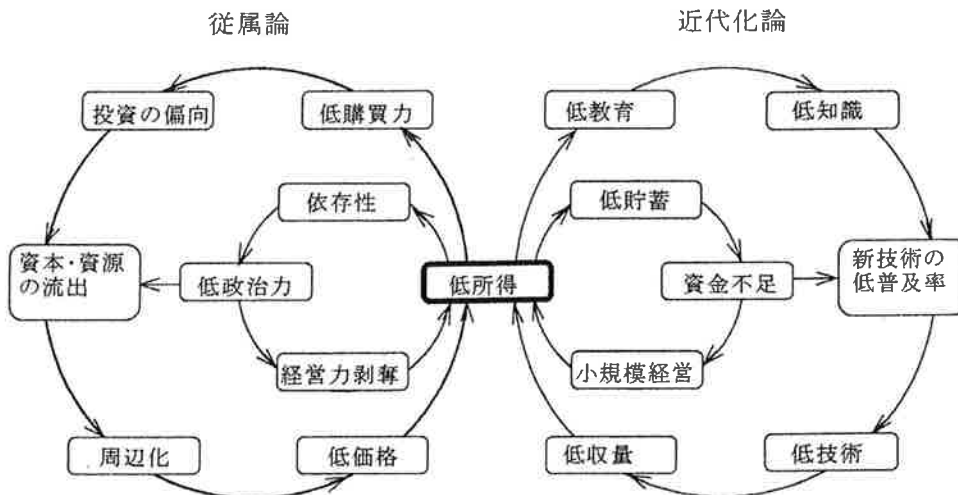 従属論
近代化論
投資の偏向
低購買力
低教育
低知識
依存性
低貯蓄
資本・資源
の流出
低政治力
低所得
資金不足
新技術の
低普及率
経営力剥奪
小規模経営
周辺化
低価格
低収量
低技術